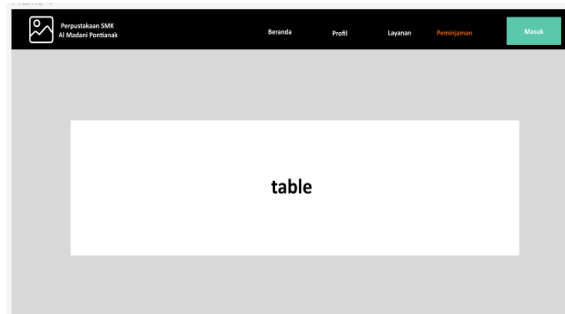 Perpustakaan SMK
Al Madani Pontianak
Beranda
Profil
Layanan
Peminjaman
Masuk
table